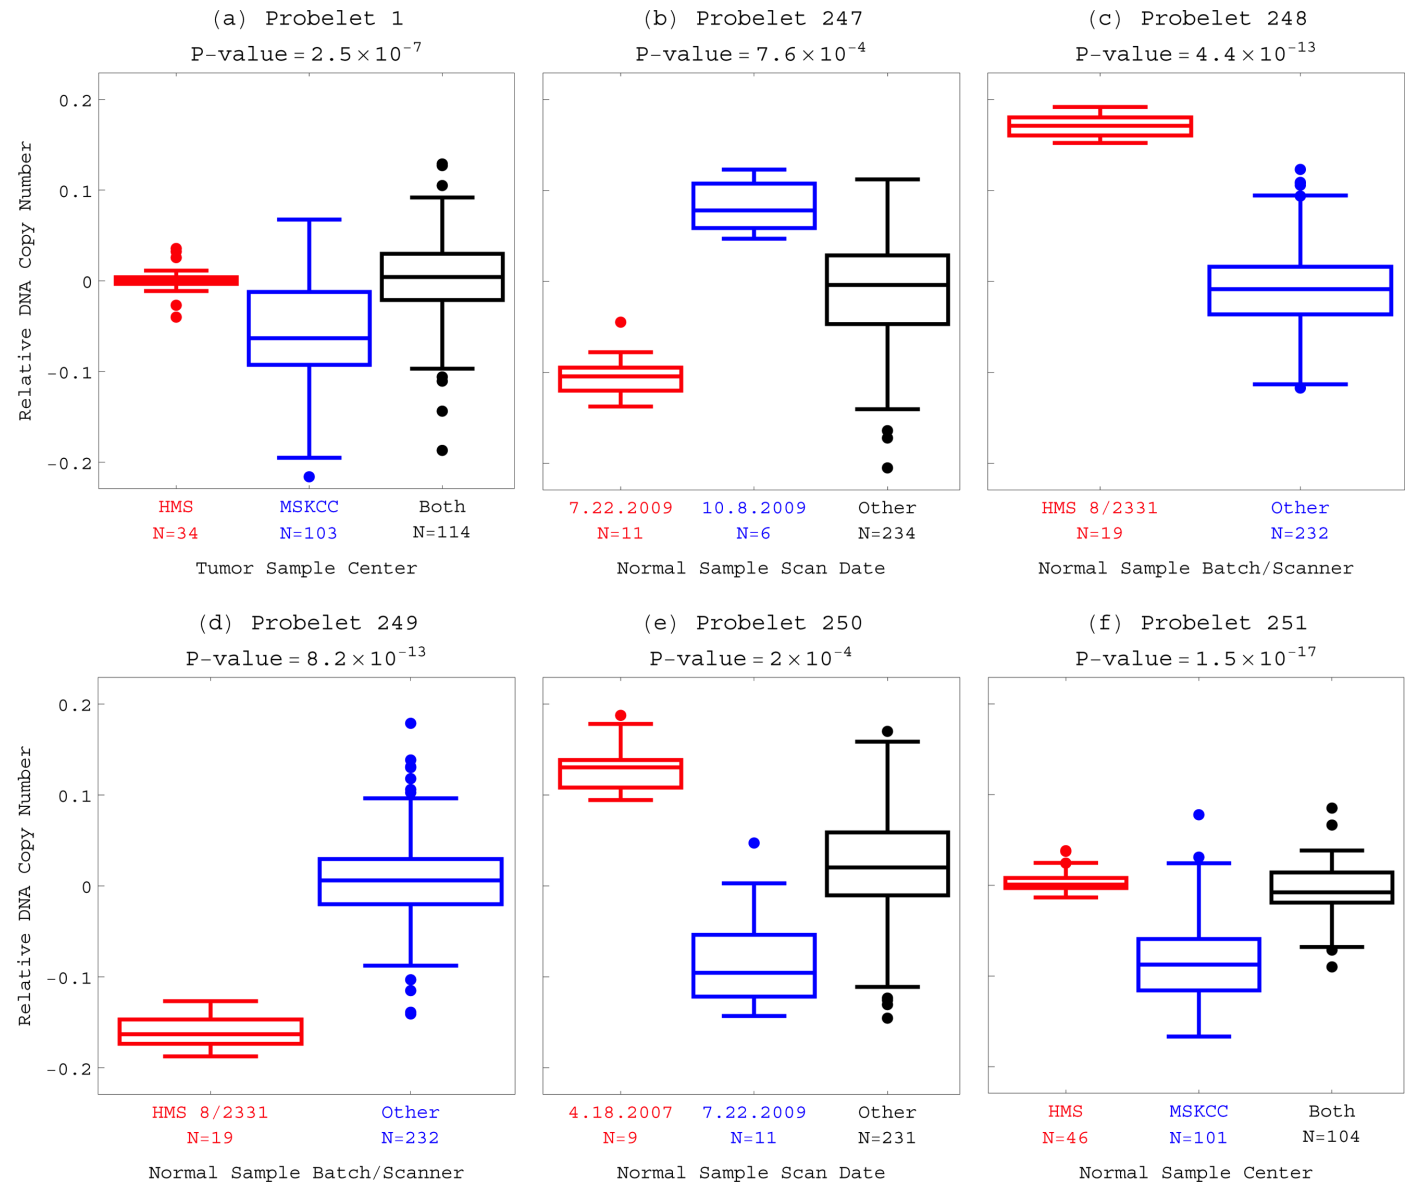 (a) Probelet 1
P-value = 2.5×10⁻⁷
(b) Probelet 247
P-value = 7.6×10⁻⁴
(c) Probelet 248
P-value = 4.4×10⁻¹³
Relative DNA Copy Number
0.2
0.1
0
-0.1
-0.2
HMS
N=34
MSKCC
N=103
Both
N=114
Tumor Sample Center
7.22.2009
N=11
10.8.2009
N=6
Other
N=234
Normal Sample Scan Date
HMS 8/2331
N=19
Other
N=232
Normal Sample Batch/Scanner
(d) Probelet 249
P-value = 8.2×10⁻¹³
(e) Probelet 250
P-value = 2×10⁻⁴
(f) Probelet 251
P-value = 1.5×10⁻¹⁷
Relative DNA Copy Number
0.2
0.1
0
-0.1
-0.2
HMS 8/2331
N=19
Other
N=232
Normal Sample Batch/Scanner
4.18.2007
N=9
7.22.2009
N=11
Other
N=231
Normal Sample Scan Date
HMS
N=46
MSKCC
N=101
Both
N=104
Normal Sample Center